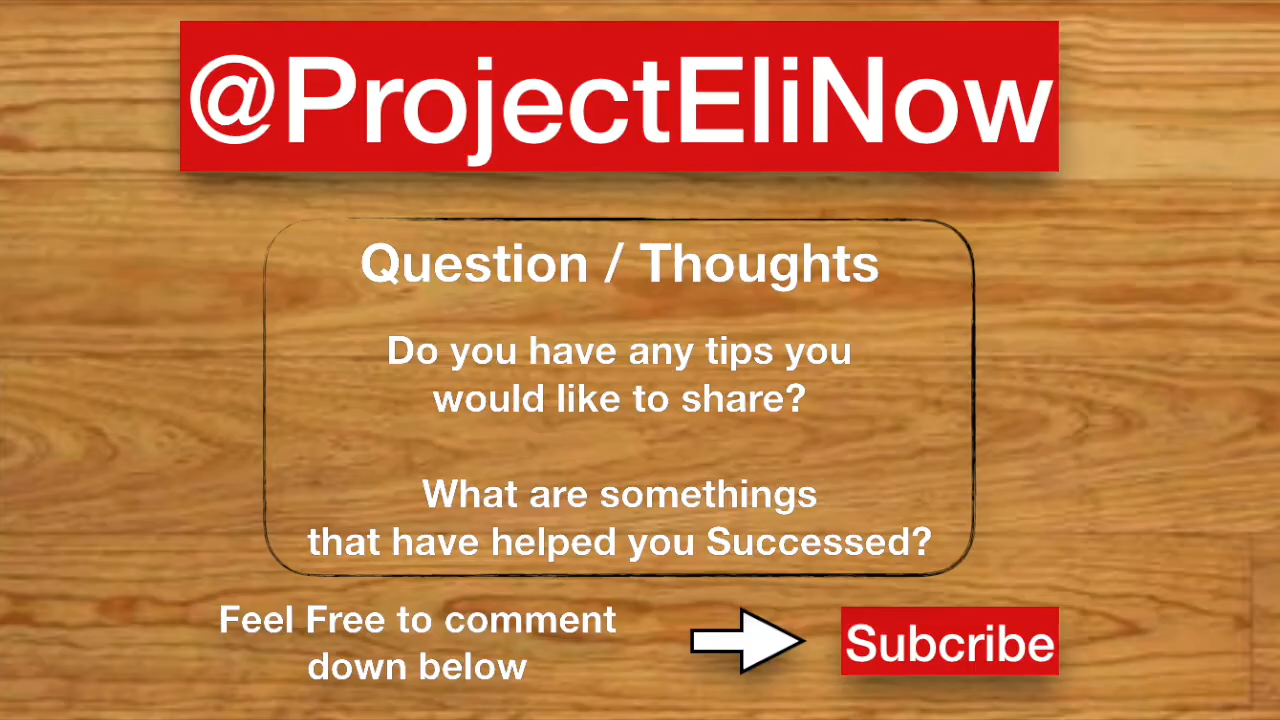 @ProjectEliNow
Question / Thoughts
Do you have any tips you
would like to share?
What are somethings
that have helped you Successed?
Feel Free to comment
down below
Subcribe